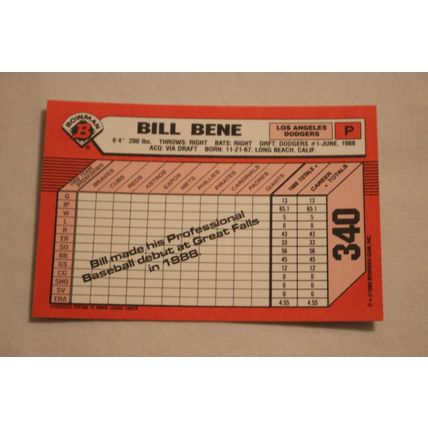 BOWMAN
B
BILL BENE
LOS ANGELES
DODGERS
P
6'4" 200 lbs. THROWS: RIGHT BATS: RIGHT DRFT: DODGERS #1-JUNE, 1988
ACQ: VIA DRAFT BORN: 11-21-67, LONG BEACH, CALIF.
BRAVES CUBS REDS ASTROS EXPOS METS PHILLIES PIRATES CARDINALS PADRES GIANTS TOTALS CAREER TOTALS
G 13 13
IP 65.1 65.1
W 5 5
L 0 0
R 43 43
ER 33 33
SO 56 56
BB 45 45
GS 12 12
CG 0 0
SHO 0 0
SV 0 0
ERA 4.55 4.55
Bill made his Professional
Baseball debut at Great Falls
in 1988.
340